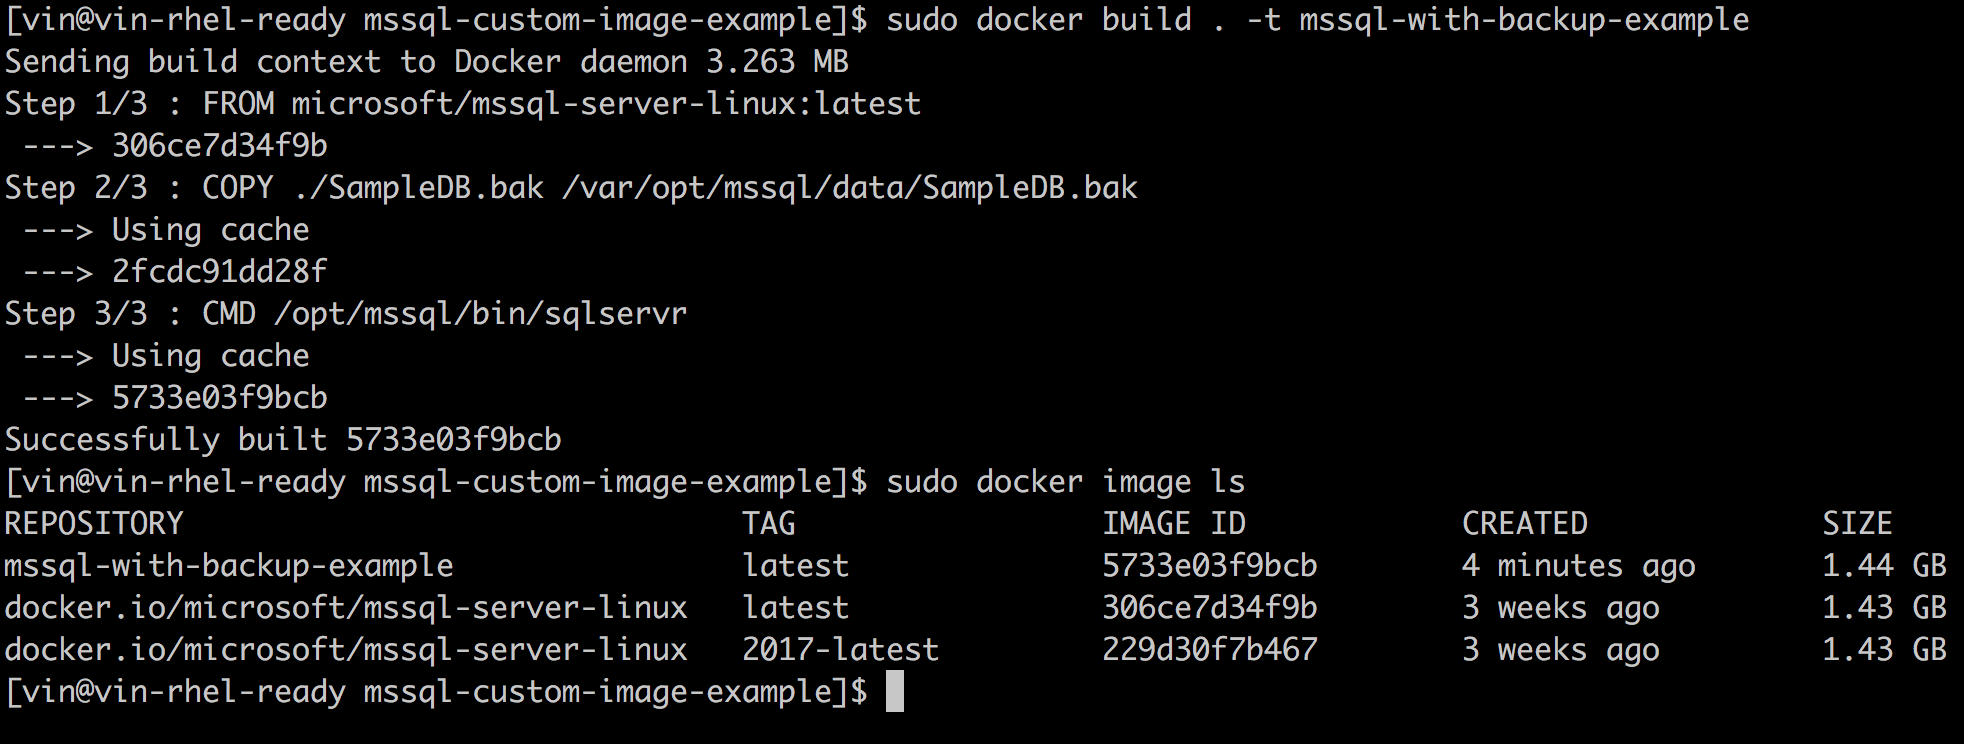 [vin@vin-rhel-ready mssql-custom-image-example]$ sudo docker build . -t mssql-with-backup-example
Sending build context to Docker daemon 3.263 MB
Step 1/3 : FROM microsoft/mssql-server-linux:latest
 ---> 306ce7d34f9b
Step 2/3 : COPY ./SampleDB.bak /var/opt/mssql/data/SampleDB.bak
 ---> Using cache
 ---> 2fcdc91dd28f
Step 3/3 : CMD /opt/mssql/bin/sqlservr
 ---> Using cache
 ---> 5733e03f9bcb
Successfully built 5733e03f9bcb
[vin@vin-rhel-ready mssql-custom-image-example]$ sudo docker image ls
REPOSITORY                               TAG                 IMAGE ID            CREATED             SIZE
mssql-with-backup-example                latest              5733e03f9bcb        4 minutes ago       1.44 GB
docker.io/microsoft/mssql-server-linux   latest              306ce7d34f9b        3 weeks ago         1.43 GB
docker.io/microsoft/mssql-server-linux   2017-latest         229d30f7b467        3 weeks ago         1.43 GB
[vin@vin-rhel-ready mssql-custom-image-example]$